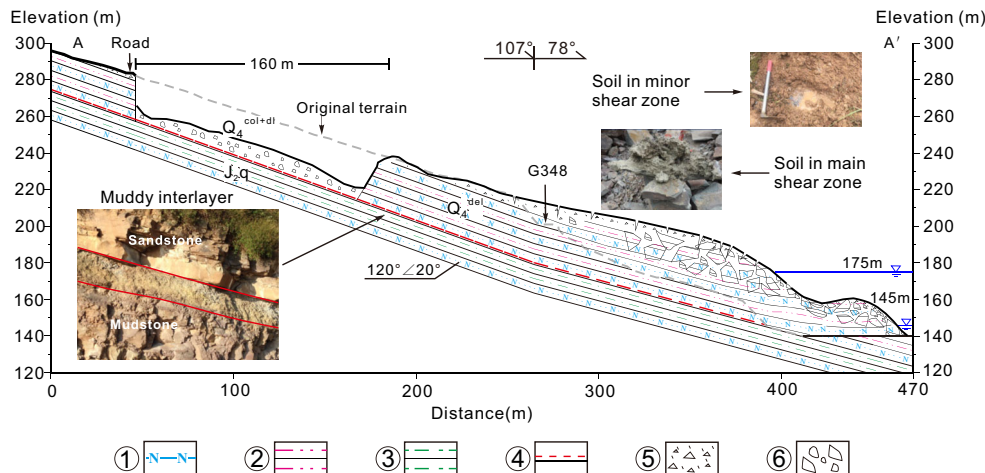 Elevation (m)
Elevation (m)
A
Road
160 m
107° 78°
A′
300
280
260
240
220
200
180
160
140
120
300
280
260
240
220
200
180
160
140
120
Original terrain
Soil in minor
shear zone
Soil in main
shear zone
Q₄ᶜᵒˡ⁺ᵈˡ
J₂q
Q₄ᵈᵉˡ
G348
Muddy interlayer
Sandstone
Mudstone
120°∠20°
175m
145m
0
100
200
300
400
470
Distance(m)
① N N
②
③
④
⑤
⑥